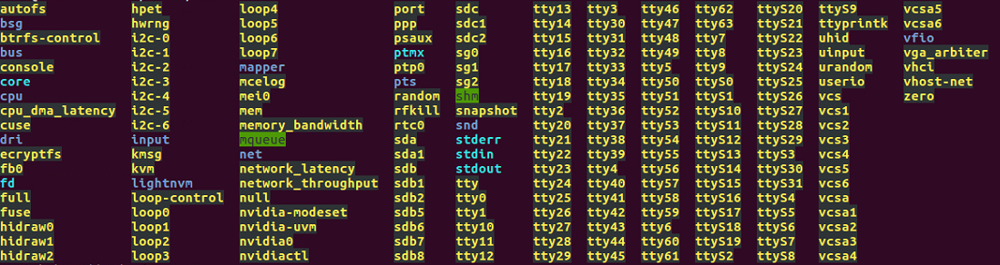 autofs hpet loop4 port sdc tty13 tty3 tty46 tty62 ttyS20 ttyS9 vcsa5
bsg hwrng loop5 ppp sdc1 tty14 tty30 tty47 tty63 ttyS21 ttyprintk vcsa6
btrfs-control i2c-0 loop6 psaux sdc2 tty15 tty31 tty48 tty7 ttyS22 uhid vfio
bus i2c-1 loop7 ptmx sg0 tty16 tty32 tty49 tty8 ttyS23 uinput vga_arbiter
console i2c-2 mapper ptp0 sg1 tty17 tty33 tty5 tty9 ttyS24 urandom vhci
core i2c-3 mcelog pts sg2 tty18 tty34 tty50 ttyS0 ttyS25 userio vhost-net
cpu i2c-4 mei0 random shm tty19 tty35 tty51 ttyS1 ttyS26 vcs zero
cpu_dma_latency i2c-5 mem rfkill snapshot tty2 tty36 tty52 ttyS10 ttyS27 vcs1
cuse i2c-6 memory_bandwidth rtc0 snd tty20 tty37 tty53 ttyS11 ttyS28 vcs2
dri input mqueue sda stderr tty21 tty38 tty54 ttyS12 ttyS29 vcs3
ecryptfs kmsg net sda1 stdin tty22 tty39 tty55 ttyS13 ttyS3 vcs4
fb0 kvm network_latency sdb stdout tty23 tty4 tty56 ttyS14 ttyS30 vcs5
fd lightnvm network_throughput sdb1 tty tty24 tty40 tty57 ttyS15 ttyS31 vcs6
full loop-control null sdb2 tty0 tty25 tty41 tty58 ttyS16 ttyS4 vcsa
fuse loop0 nvidia-modeset sdb5 tty1 tty26 tty42 tty59 ttyS17 ttyS5 vcsa1
hidraw0 loop1 nvidia-uvm sdb6 tty10 tty27 tty43 tty6 ttyS18 ttyS6 vcsa2
hidraw1 loop2 nvidia0 sdb7 tty11 tty28 tty44 tty60 ttyS19 ttyS7 vcsa3
hidraw2 loop3 nvidiactl sdb8 tty12 tty29 tty45 tty61 ttyS2 ttyS8 vcsa4